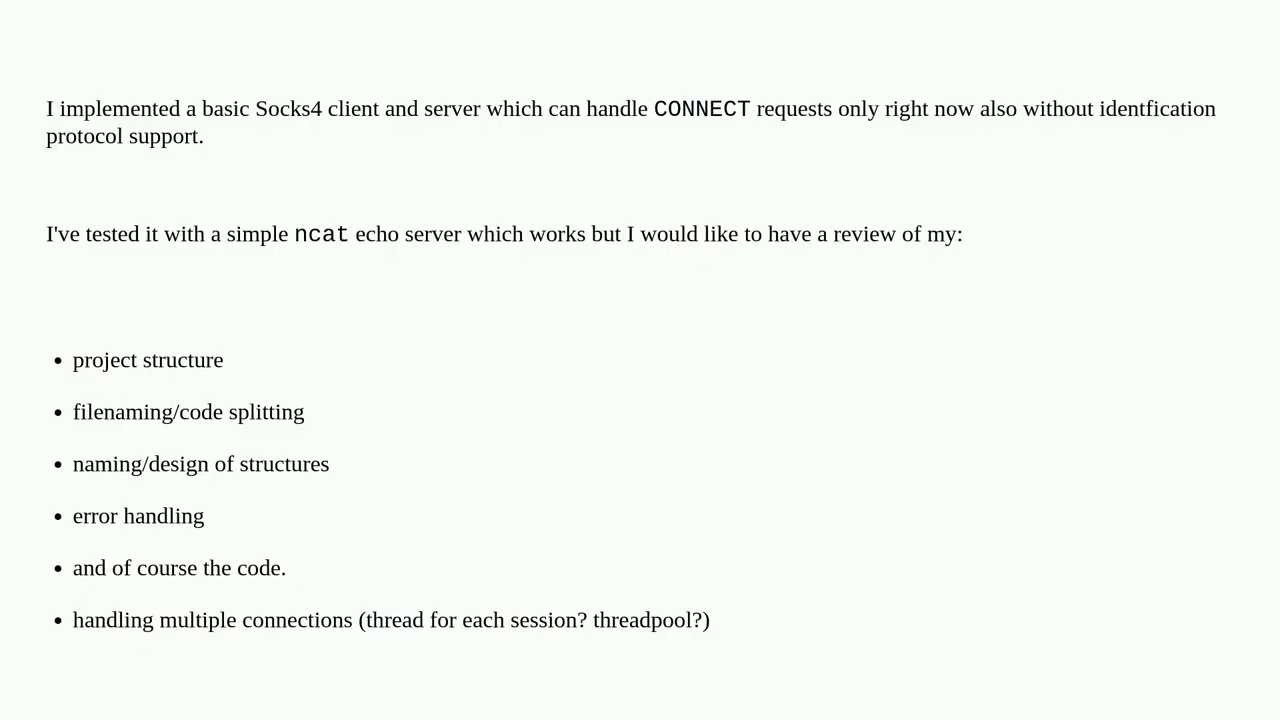 I implemented a basic Socks4 client and server which can handle CONNECT requests only right now also without identfication
protocol support.
I've tested it with a simple ncat echo server which works but I would like to have a review of my:
• project structure
• filenaming/code splitting
• naming/design of structures
• error handling
• and of course the code.
• handling multiple connections (thread for each session? threadpool?)